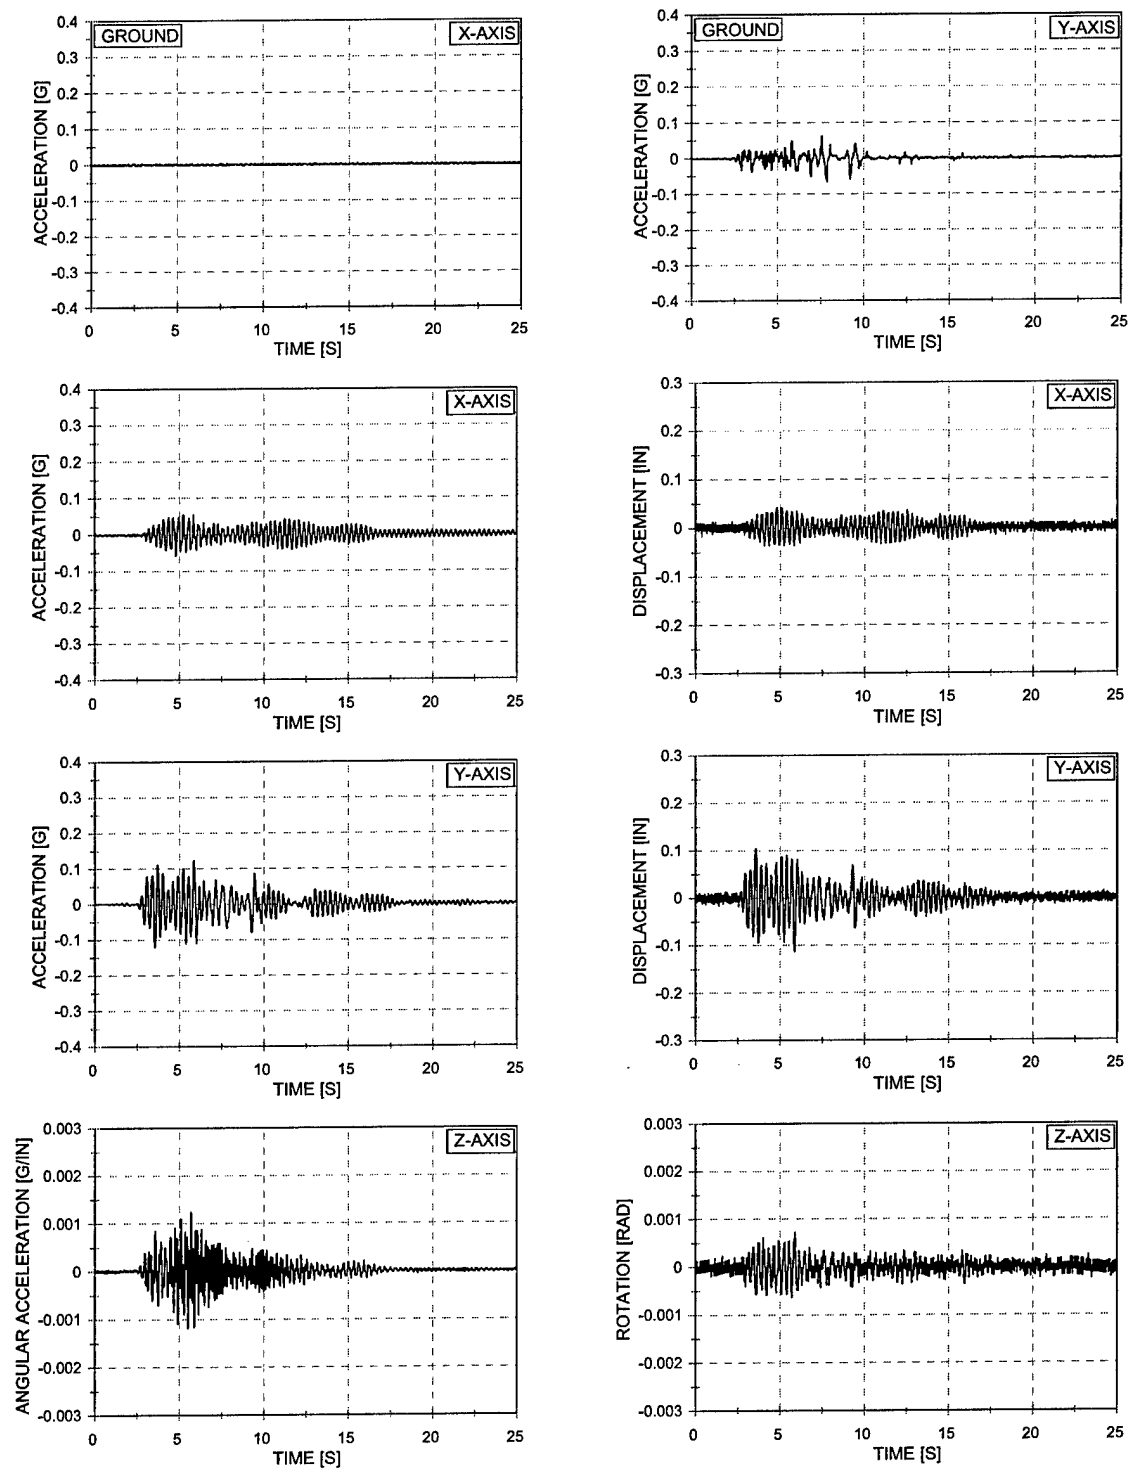 GROUND
X-AXIS
ACCELERATION [G]
0.4
0.3
0.2
0.1
0
-0.1
-0.2
-0.3
-0.4
0 5 10 15 20 25
TIME [S]
GROUND
Y-AXIS
ACCELERATION [G]
0.4
0.3
0.2
0.1
0
-0.1
-0.2
-0.3
-0.4
0 5 10 15 20 25
TIME [S]
X-AXIS
ACCELERATION [G]
0.4
0.3
0.2
0.1
0
-0.1
-0.2
-0.3
-0.4
0 5 10 15 20 25
TIME [S]
X-AXIS
DISPLACEMENT [IN]
0.3
0.2
0.1
0
-0.1
-0.2
-0.3
0 5 10 15 20 25
TIME [S]
Y-AXIS
ACCELERATION [G]
0.4
0.3
0.2
0.1
0
-0.1
-0.2
-0.3
-0.4
0 5 10 15 20 25
TIME [S]
Y-AXIS
DISPLACEMENT [IN]
0.3
0.2
0.1
0
-0.1
-0.2
-0.3
0 5 10 15 20 25
TIME [S]
Z-AXIS
ANGULAR ACCELERATION [G/IN]
0.003
0.002
0.001
0
-0.001
-0.002
-0.003
0 5 10 15 20 25
TIME [S]
Z-AXIS
ROTATION [RAD]
0.003
0.002
0.001
0
-0.001
-0.002
-0.003
0 5 10 15 20 25
TIME [S]